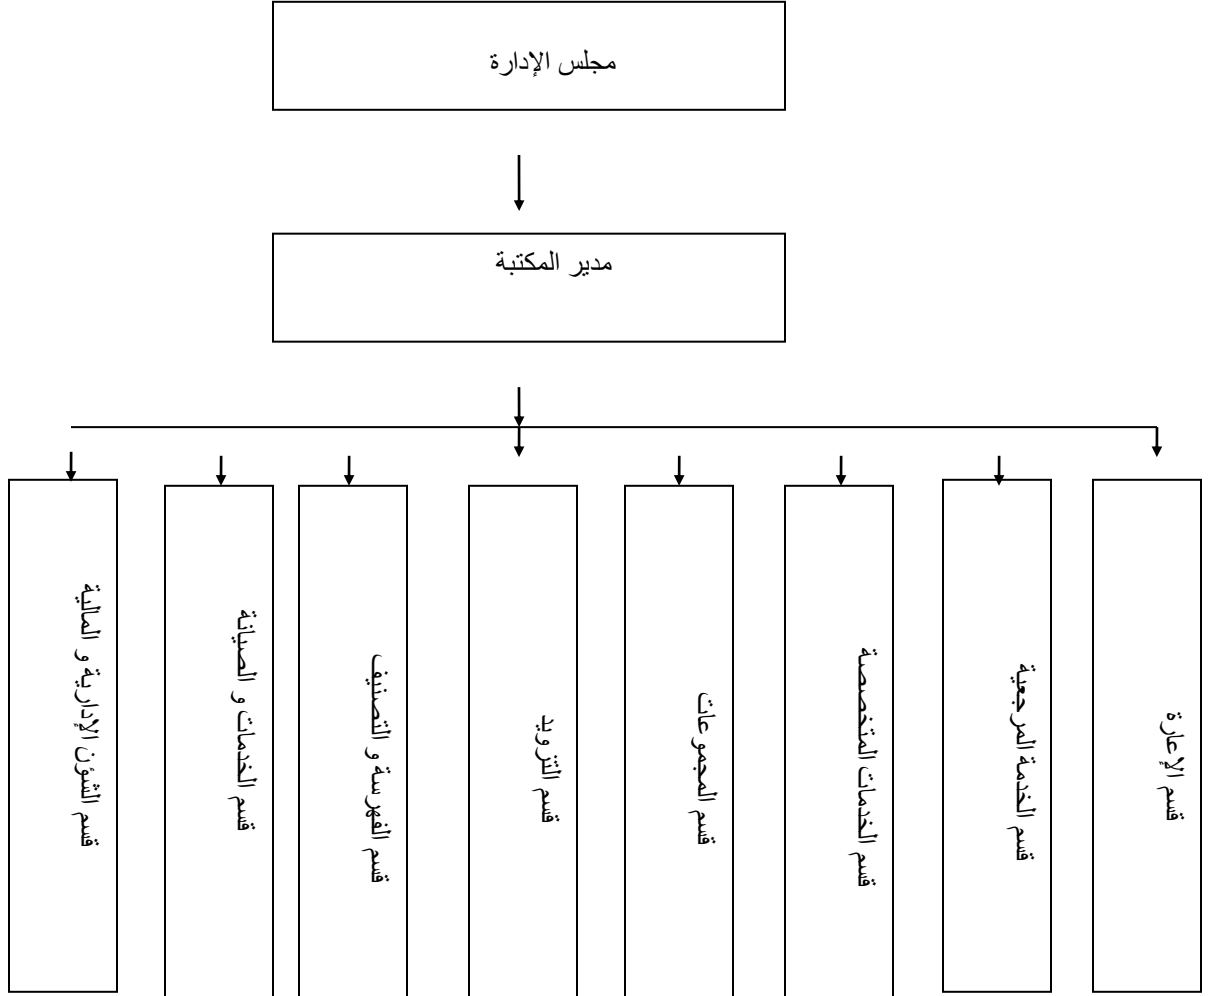 مجلس الإدارة
مدير المكتبة
قسم الإعارة
قسم الخدمة المرجعية
قسم الخدمات المتخصصة
قسم المجموعات
قسم التزويد
قسم الفهرسة و التصنيف
قسم الخدمات و الصيانة
قسم الشؤن الإدارية و المالية